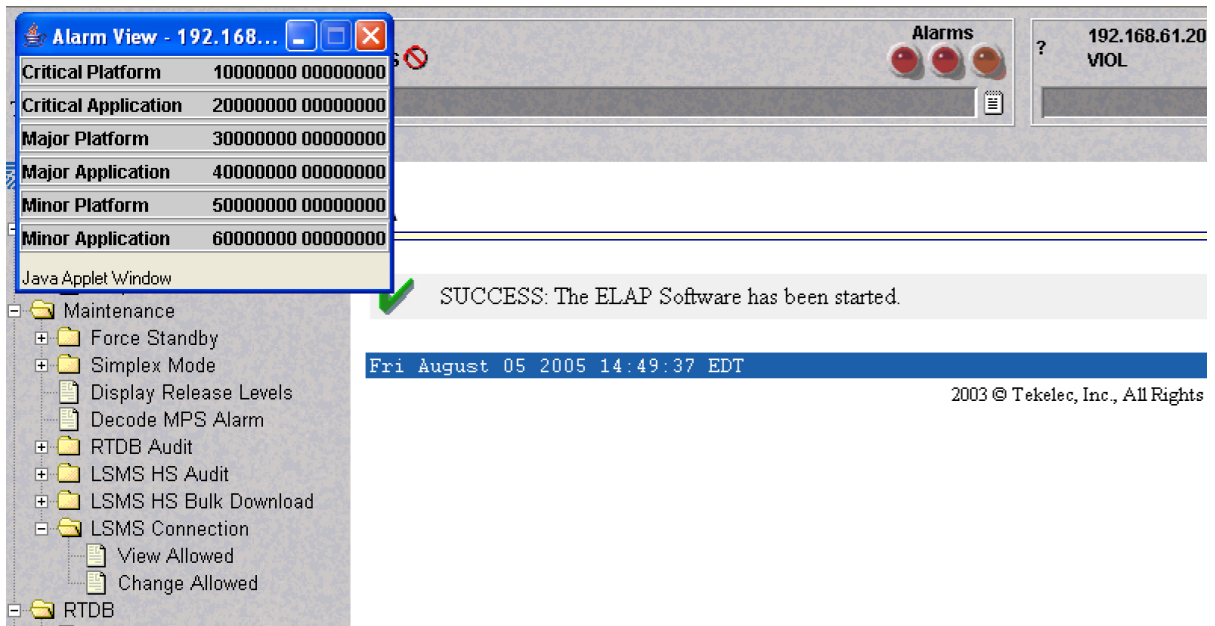 Alarm View - 192.168...
Critical Platform 10000000 00000000
Critical Application 20000000 00000000
Major Platform 30000000 00000000
Major Application 40000000 00000000
Minor Platform 50000000 00000000
Minor Application 60000000 00000000
Java Applet Window
Alarms
? 192.168.61.20
VIOL
SUCCESS: The ELAP Software has been started.
Fri August 05 2005 14:49:37 EDT
2003 © Tekelec, Inc., All Rights
Maintenance
Force Standby
Simplex Mode
Display Release Levels
Decode MPS Alarm
RTDB Audit
LSMS HS Audit
LSMS HS Bulk Download
LSMS Connection
View Allowed
Change Allowed
RTDB